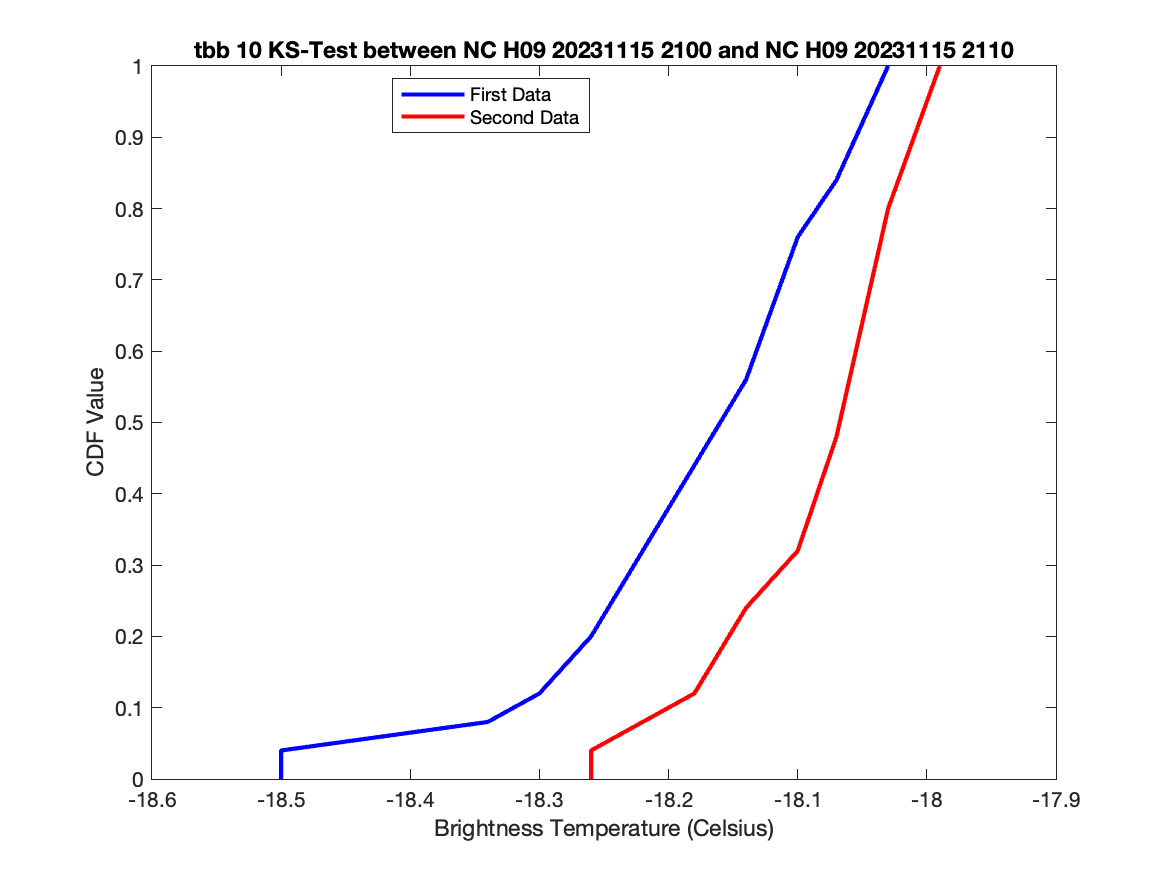 tbb 10 KS-Test between NC H09 20231115 2100 and NC H09 20231115 2110
First Data
Second Data
1
0.9
0.8
0.7
0.6
0.5
0.4
0.3
0.2
0.1
0
CDF Value
-18.6 -18.5 -18.4 -18.3 -18.2 -18.1 -18 -17.9
Brightness Temperature (Celsius)